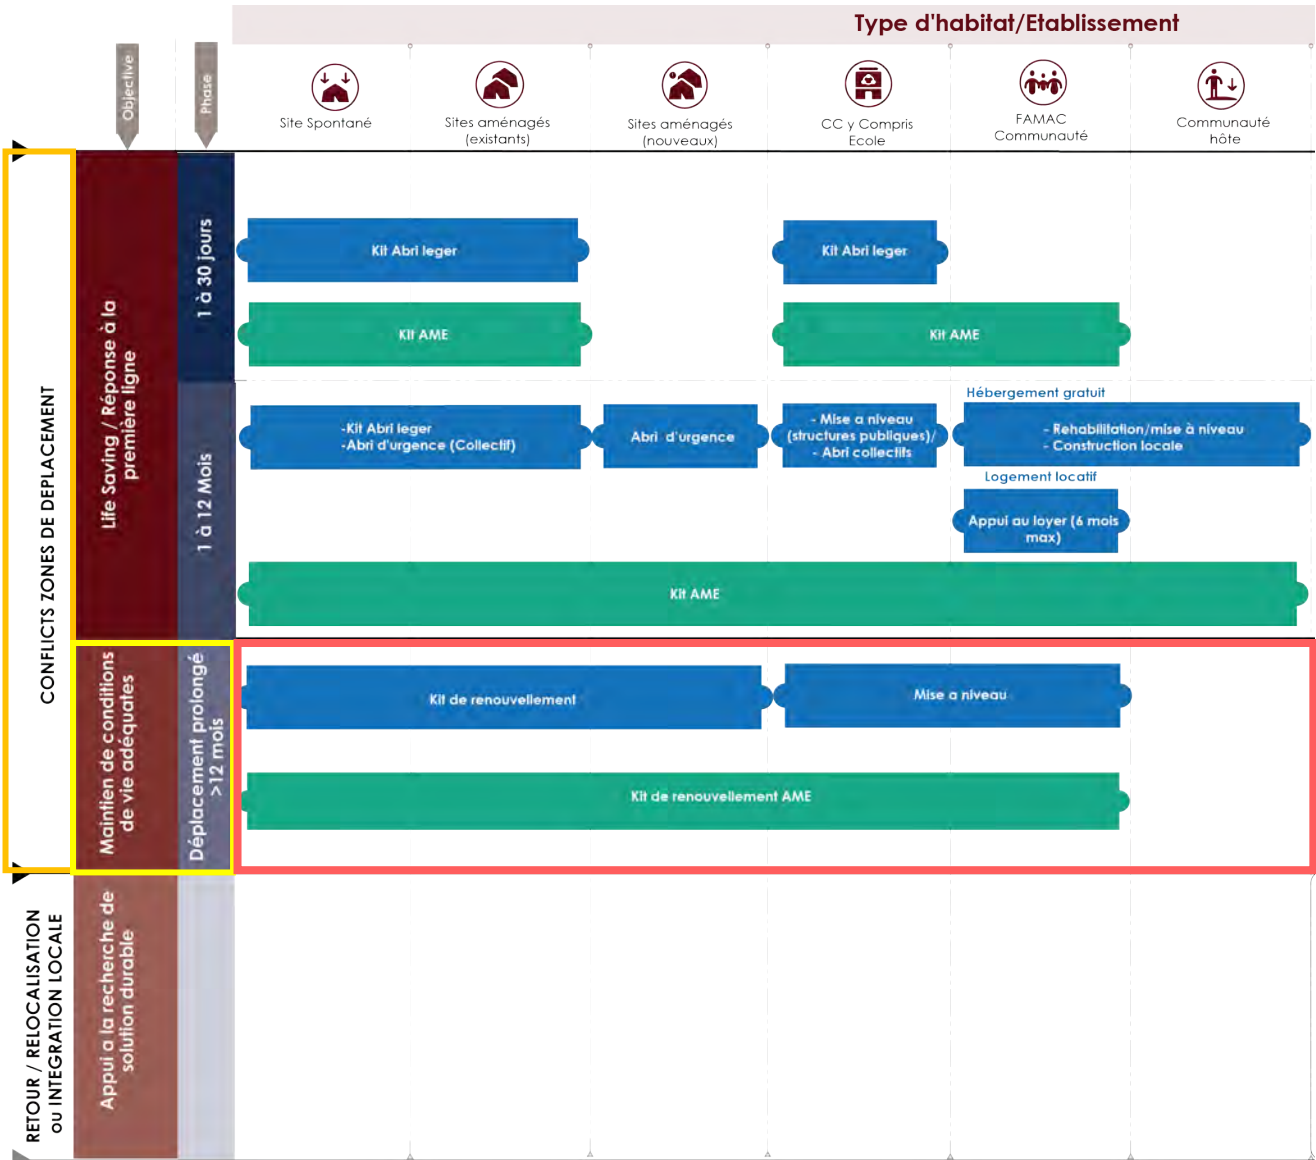 Type d'habitat/Etablissement
Objective
Phase
Site Spontané
Sites aménagés
(existants)
Sites aménagés
(nouveaux)
CC y Compris
Ecole
FAMAC
Communauté
Communauté
hôte
CONFLICTS ZONES DE DEPLACEMENT
Life Saving / Réponse à la
première ligne
1 à 30 jours
Kit Abri leger
Kit Abri leger
Kit AME
Kit AME
1 à 12 Mois
-Kit Abri leger
-Abri d'urgence (Collectif)
Abri d'urgence
- Mise a niveau
(structures publiques)/
- Abri collectifs
Hébergement gratuit
- Rehabilitation/mise à niveau
- Construction locale
Logement locatif
Appui au loyer (6 mois
max)
Kit AME
Maintien de conditions
de vie adéquates
Déplacement prolongé
>12 mois
Kit de renouvellement
Mise a niveau
Kit de renouvellement AME
RETOUR / RELOCALISATION
ou INTEGRATION LOCALE
Appui a la recherche de
solution durable